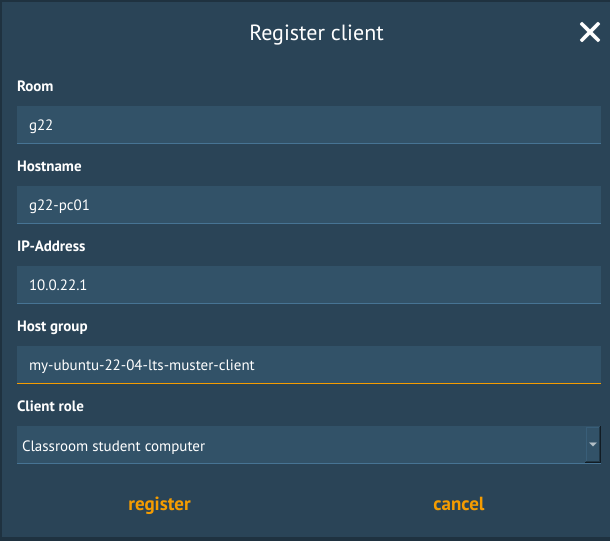 Register client
Room
g22
Hostname
g22-pc01
IP-Address
10.0.22.1
Host group
my-ubuntu-22-04-lts-muster-client
Client role
Classroom student computer
register cancel